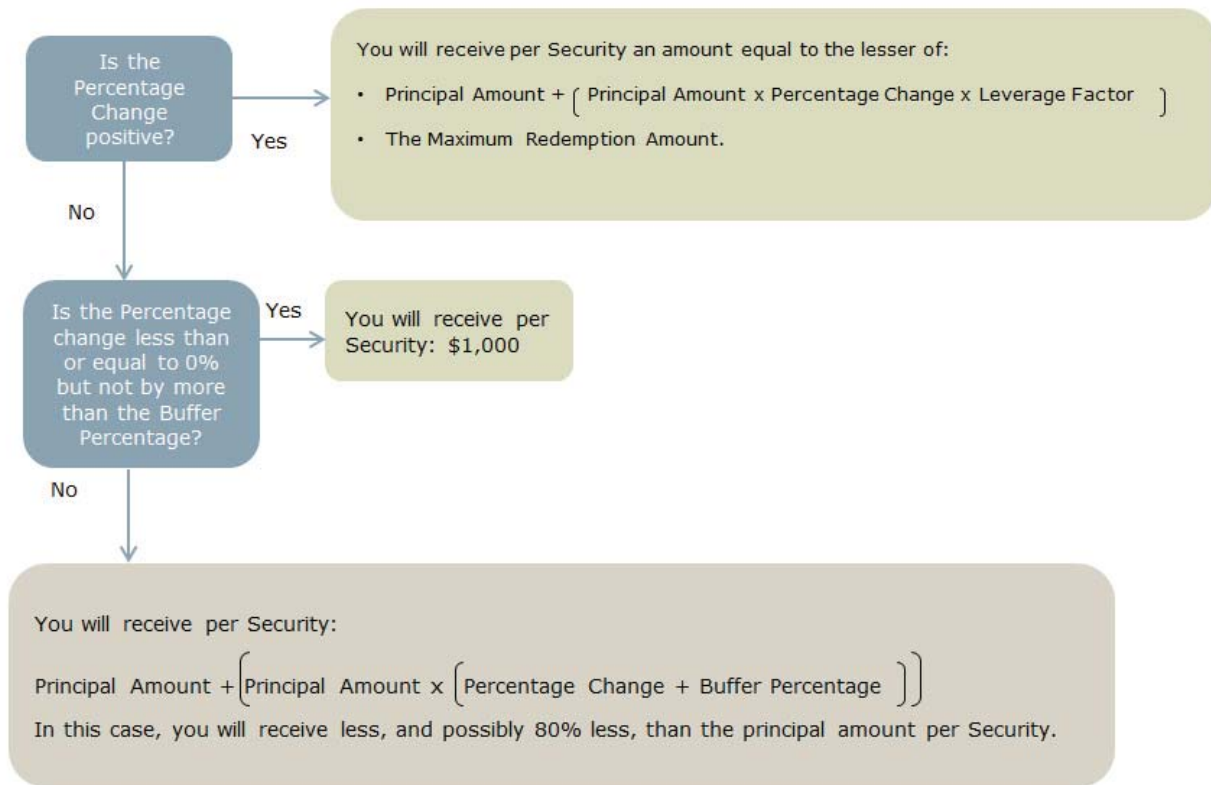 Is the
Percentage
Change
positive?
Yes
You will receive per Security an amount equal to the lesser of:
• Principal Amount + ( Principal Amount x Percentage Change x Leverage Factor )
• The Maximum Redemption Amount.
No
Is the Percentage
change less than
or equal to 0%
but not by more
than the Buffer
Percentage?
Yes
You will receive per
Security: $1,000
No
You will receive per Security:
Principal Amount + (Principal Amount x (Percentage Change + Buffer Percentage ))
In this case, you will receive less, and possibly 80% less, than the principal amount per Security.